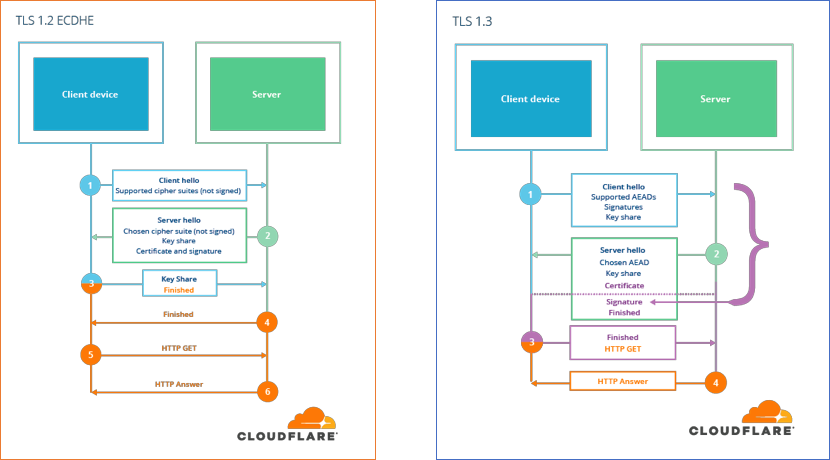 TLS 1.2 ECDHE
Client device
Server
1
Client hello
Supported cipher suites (not signed)
Server hello
Chosen cipher suite (not signed)
Key share
Certificate and signature
2
3
Key Share
Finished
Finished
4
5
HTTP GET
HTTP Answer
6
CLOUDFLARE
TLS 1.3
Client device
Server
1
Client hello
Supported AEADs
Signatures
Key share
Server hello
Chosen AEAD
Key share
Certificate
Signature
Finished
2
3
Finished
HTTP GET
HTTP Answer
4
CLOUDFLARE